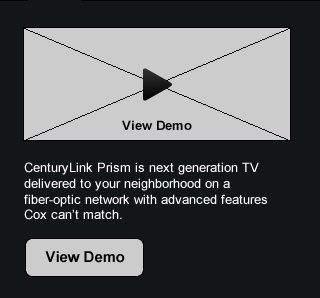 View Demo
CenturyLink Prism is next generation TV
delivered to your neighborhood on a
fiber-optic network with advanced features
Cox can't match.
View Demo